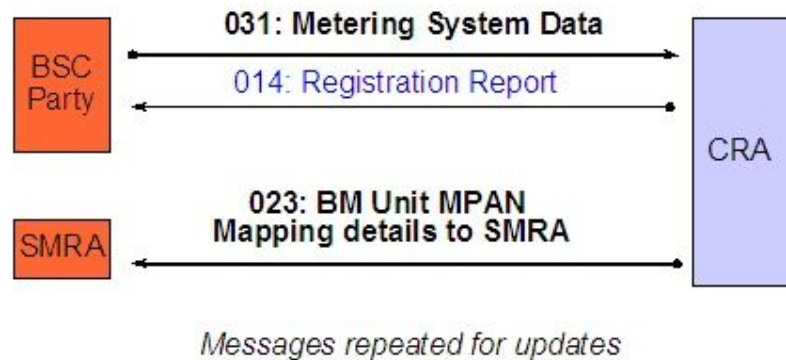 031: Metering System Data
BSC
Party
014: Registration Report
CRA
023: BM Unit MPAN
Mapping details to SMRA
SMRA
Messages repeated for updates